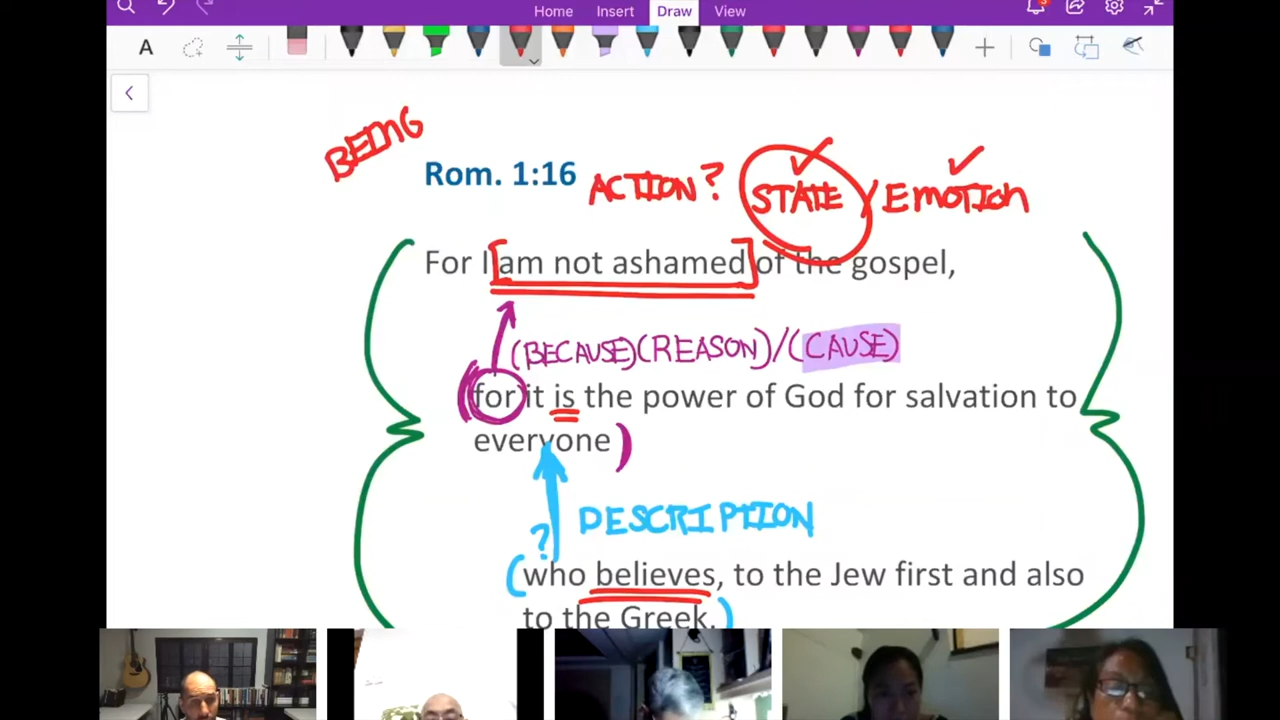 Home Insert Draw View
A
BEING
Rom. 1:16 ACTION? STATE / EmoTIon
For I [am not ashamed] of the gospel,
(BECAUSE)(REASON)/(CAUSE)
(for) it is the power of God for salvation to
everyone)
? DESCRIPTION
(who believes, to the Jew first and also
to the Greek.)